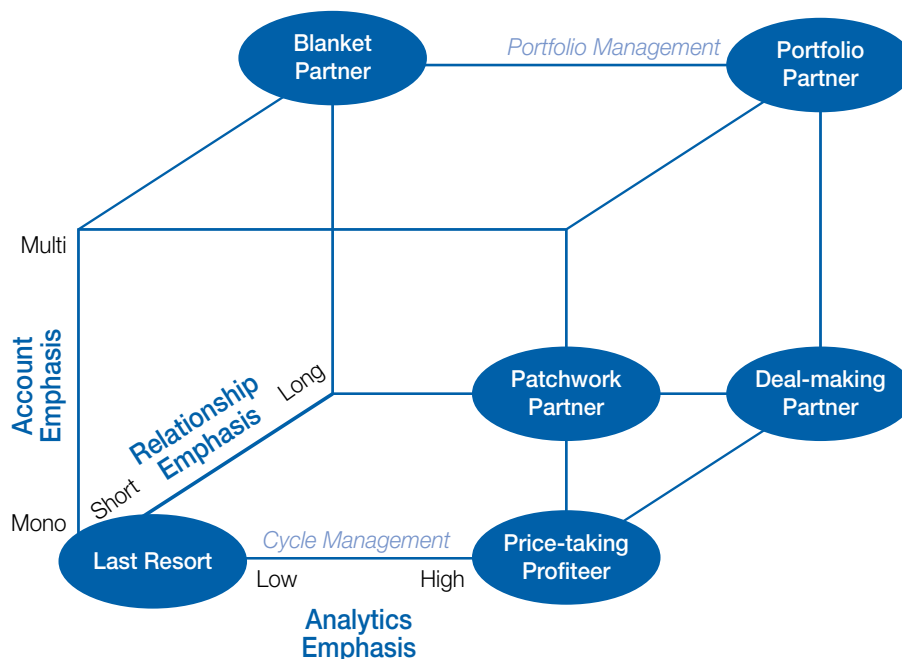 Blanket
Partner
Portfolio Management
Portfolio
Partner
Multi
Account
Emphasis
Relationship
Emphasis
Long
Short
Patchwork
Partner
Deal-making
Partner
Mono
Last Resort
Cycle Management
Price-taking
Profiteer
Low
High
Analytics
Emphasis